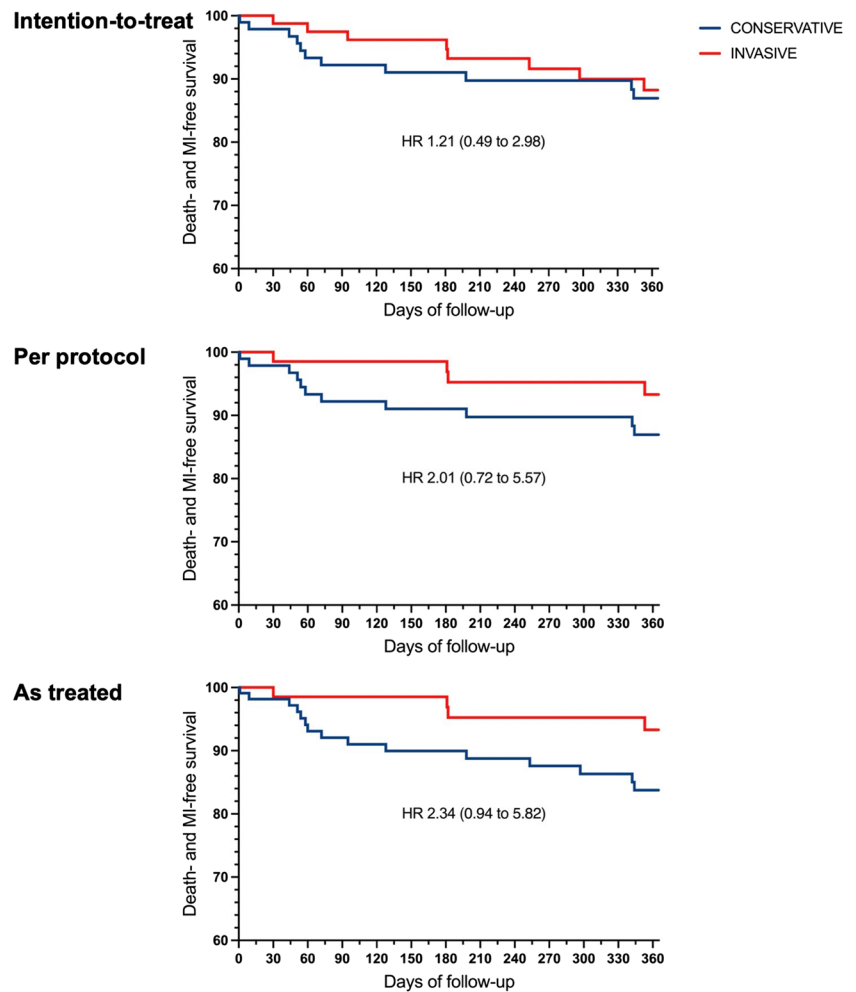 Intention-to-treat
CONSERVATIVE
INVASIVE
Death- and MI-free survival
100
90
80
70
60
HR 1.21 (0.49 to 2.98)
0 30 60 90 120 150 180 210 240 270 300 330 360
Days of follow-up
Per protocol
Death- and MI-free survival
100
90
80
70
60
HR 2.01 (0.72 to 5.57)
0 30 60 90 120 150 180 210 240 270 300 330 360
Days of follow-up
As treated
Death- and MI-free survival
100
90
80
70
60
HR 2.34 (0.94 to 5.82)
0 30 60 90 120 150 180 210 240 270 300 330 360
Days of follow-up